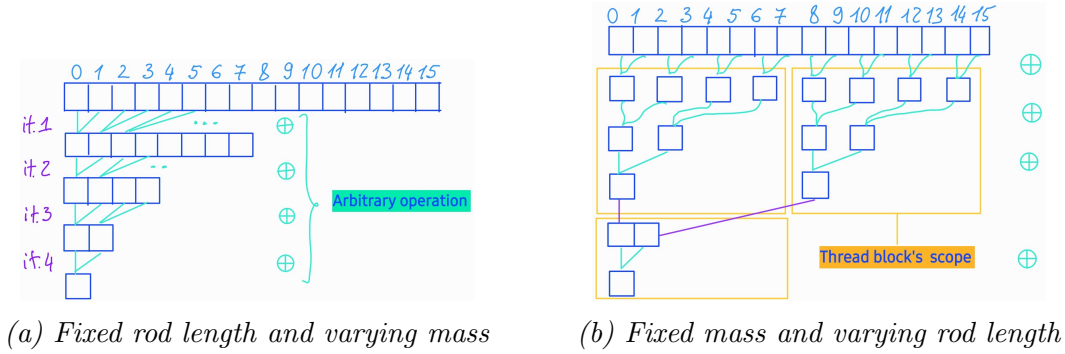 0 1 2 3 4 5 6 7 8 9 10 11 12 13 14 15
it.1 ... ⊕
it.2 .. ⊕
Arbitrary operation
it.3 ⊕
it.4 ⊕
(a) Fixed rod length and varying mass
0 1 2 3 4 5 6 7 8 9 10 11 12 13 14 15
⊕
⊕
⊕
Thread block's scope
⊕
(b) Fixed mass and varying rod length